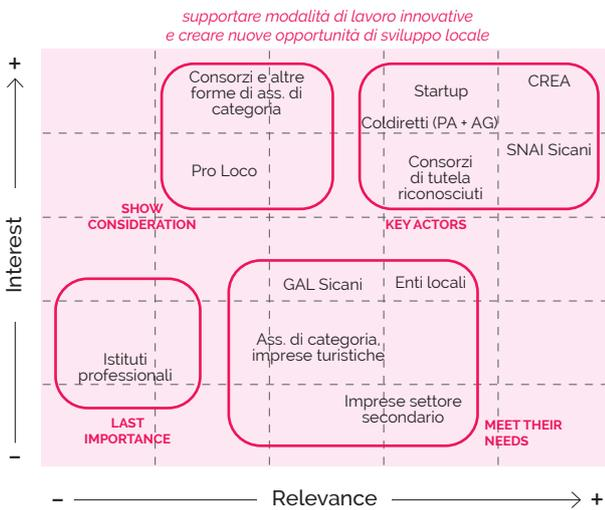 supportare modalità di lavoro innovative
e creare nuove opportunità di sviluppo locale
+
Consorzi e altre
forme di ass. di
categoria
Pro Loco
SHOW
CONSIDERATION
Startup
CREA
Coldiretti (PA + AG)
SNAI Sicani
Consorzi
di tutela
riconosciuti
KEY ACTORS
Interest
Istituti
professionali
LAST
IMPORTANCE
GAL Sicani
Enti locali
Ass. di categoria,
imprese turistiche
Imprese settore
secondario
MEET THEIR
NEEDS
–
– Relevance +